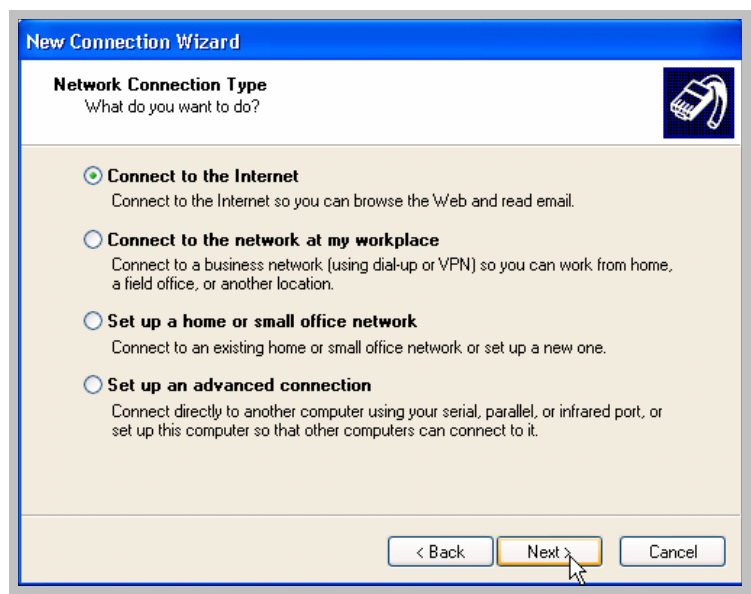 New Connection Wizard
Network Connection Type
What do you want to do?
Connect to the Internet
Connect to the Internet so you can browse the Web and read email.
Connect to the network at my workplace
Connect to a business network (using dial-up or VPN) so you can work from home,
a field office, or another location.
Set up a home or small office network
Connect to an existing home or small office network or set up a new one.
Set up an advanced connection
Connect directly to another computer using your serial, parallel, or infrared port, or
set up this computer so that other computers can connect to it.
< Back Next > Cancel